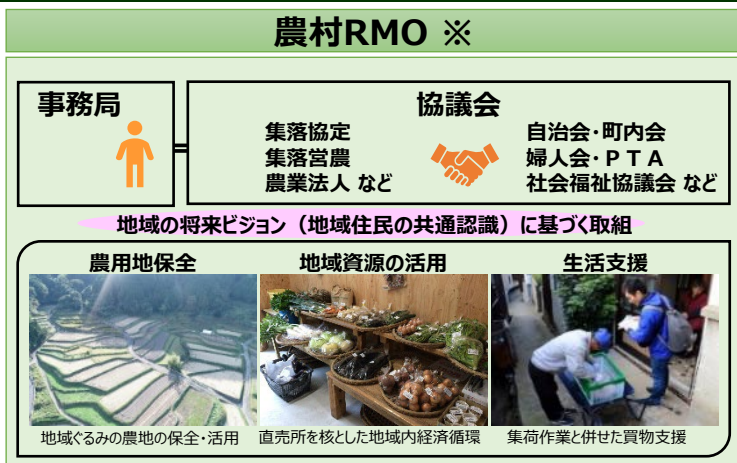 農村RMO ※
事務局
協議会
集落協定
集落営農
農業法人 など
自治会・町内会
婦人会・ＰＴＡ
社会福祉協議会 など
地域の将来ビジョン（地域住民の共通認識）に基づく取組
農用地保全
地域資源の活用
生活支援
地域ぐるみの農地の保全・活用
直売所を核とした地域内経済循環
集荷作業と併せた買物支援